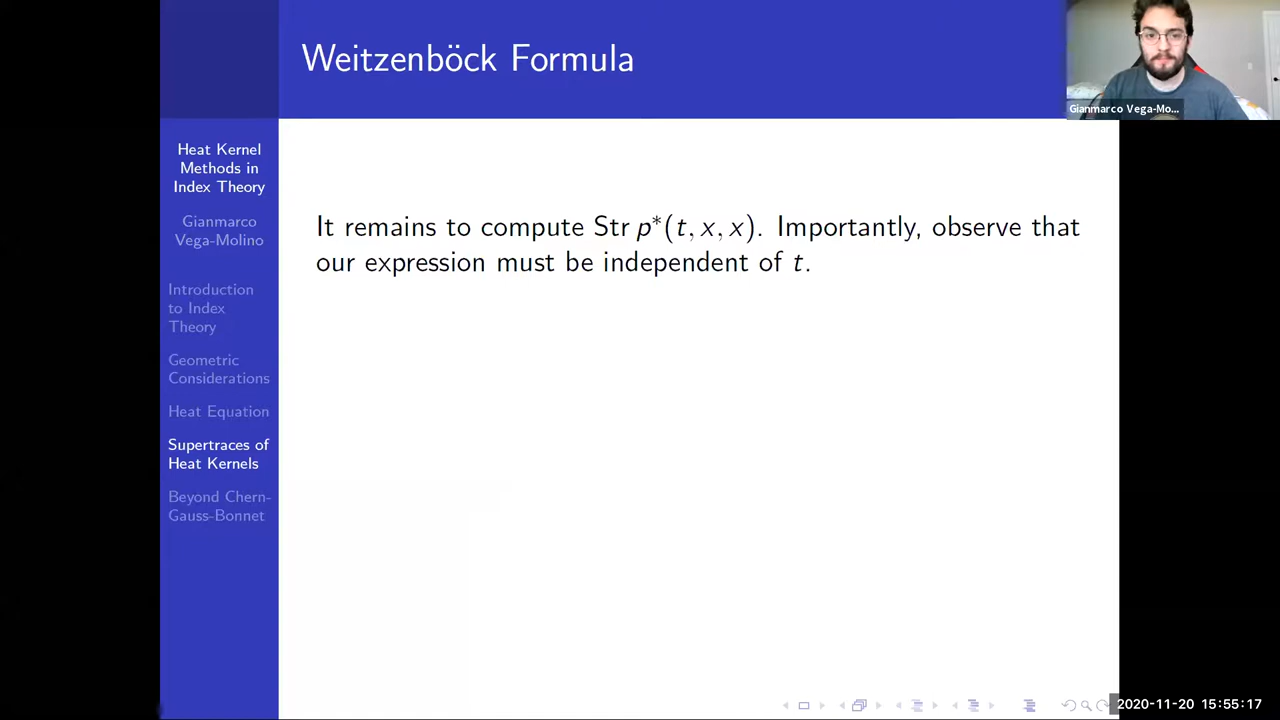 Weitzenböck Formula
Gianmarco Vega-Mo...
Heat Kernel
Methods in
Index Theory
Gianmarco
Vega-Molino
Introduction
to Index
Theory
Geometric
Considerations
Heat Equation
Supertraces of
Heat Kernels
Beyond Chern-
Gauss-Bonnet
It remains to compute Str p*(t, x, x). Importantly, observe that
our expression must be independent of t.
2020-11-20 15:55:17